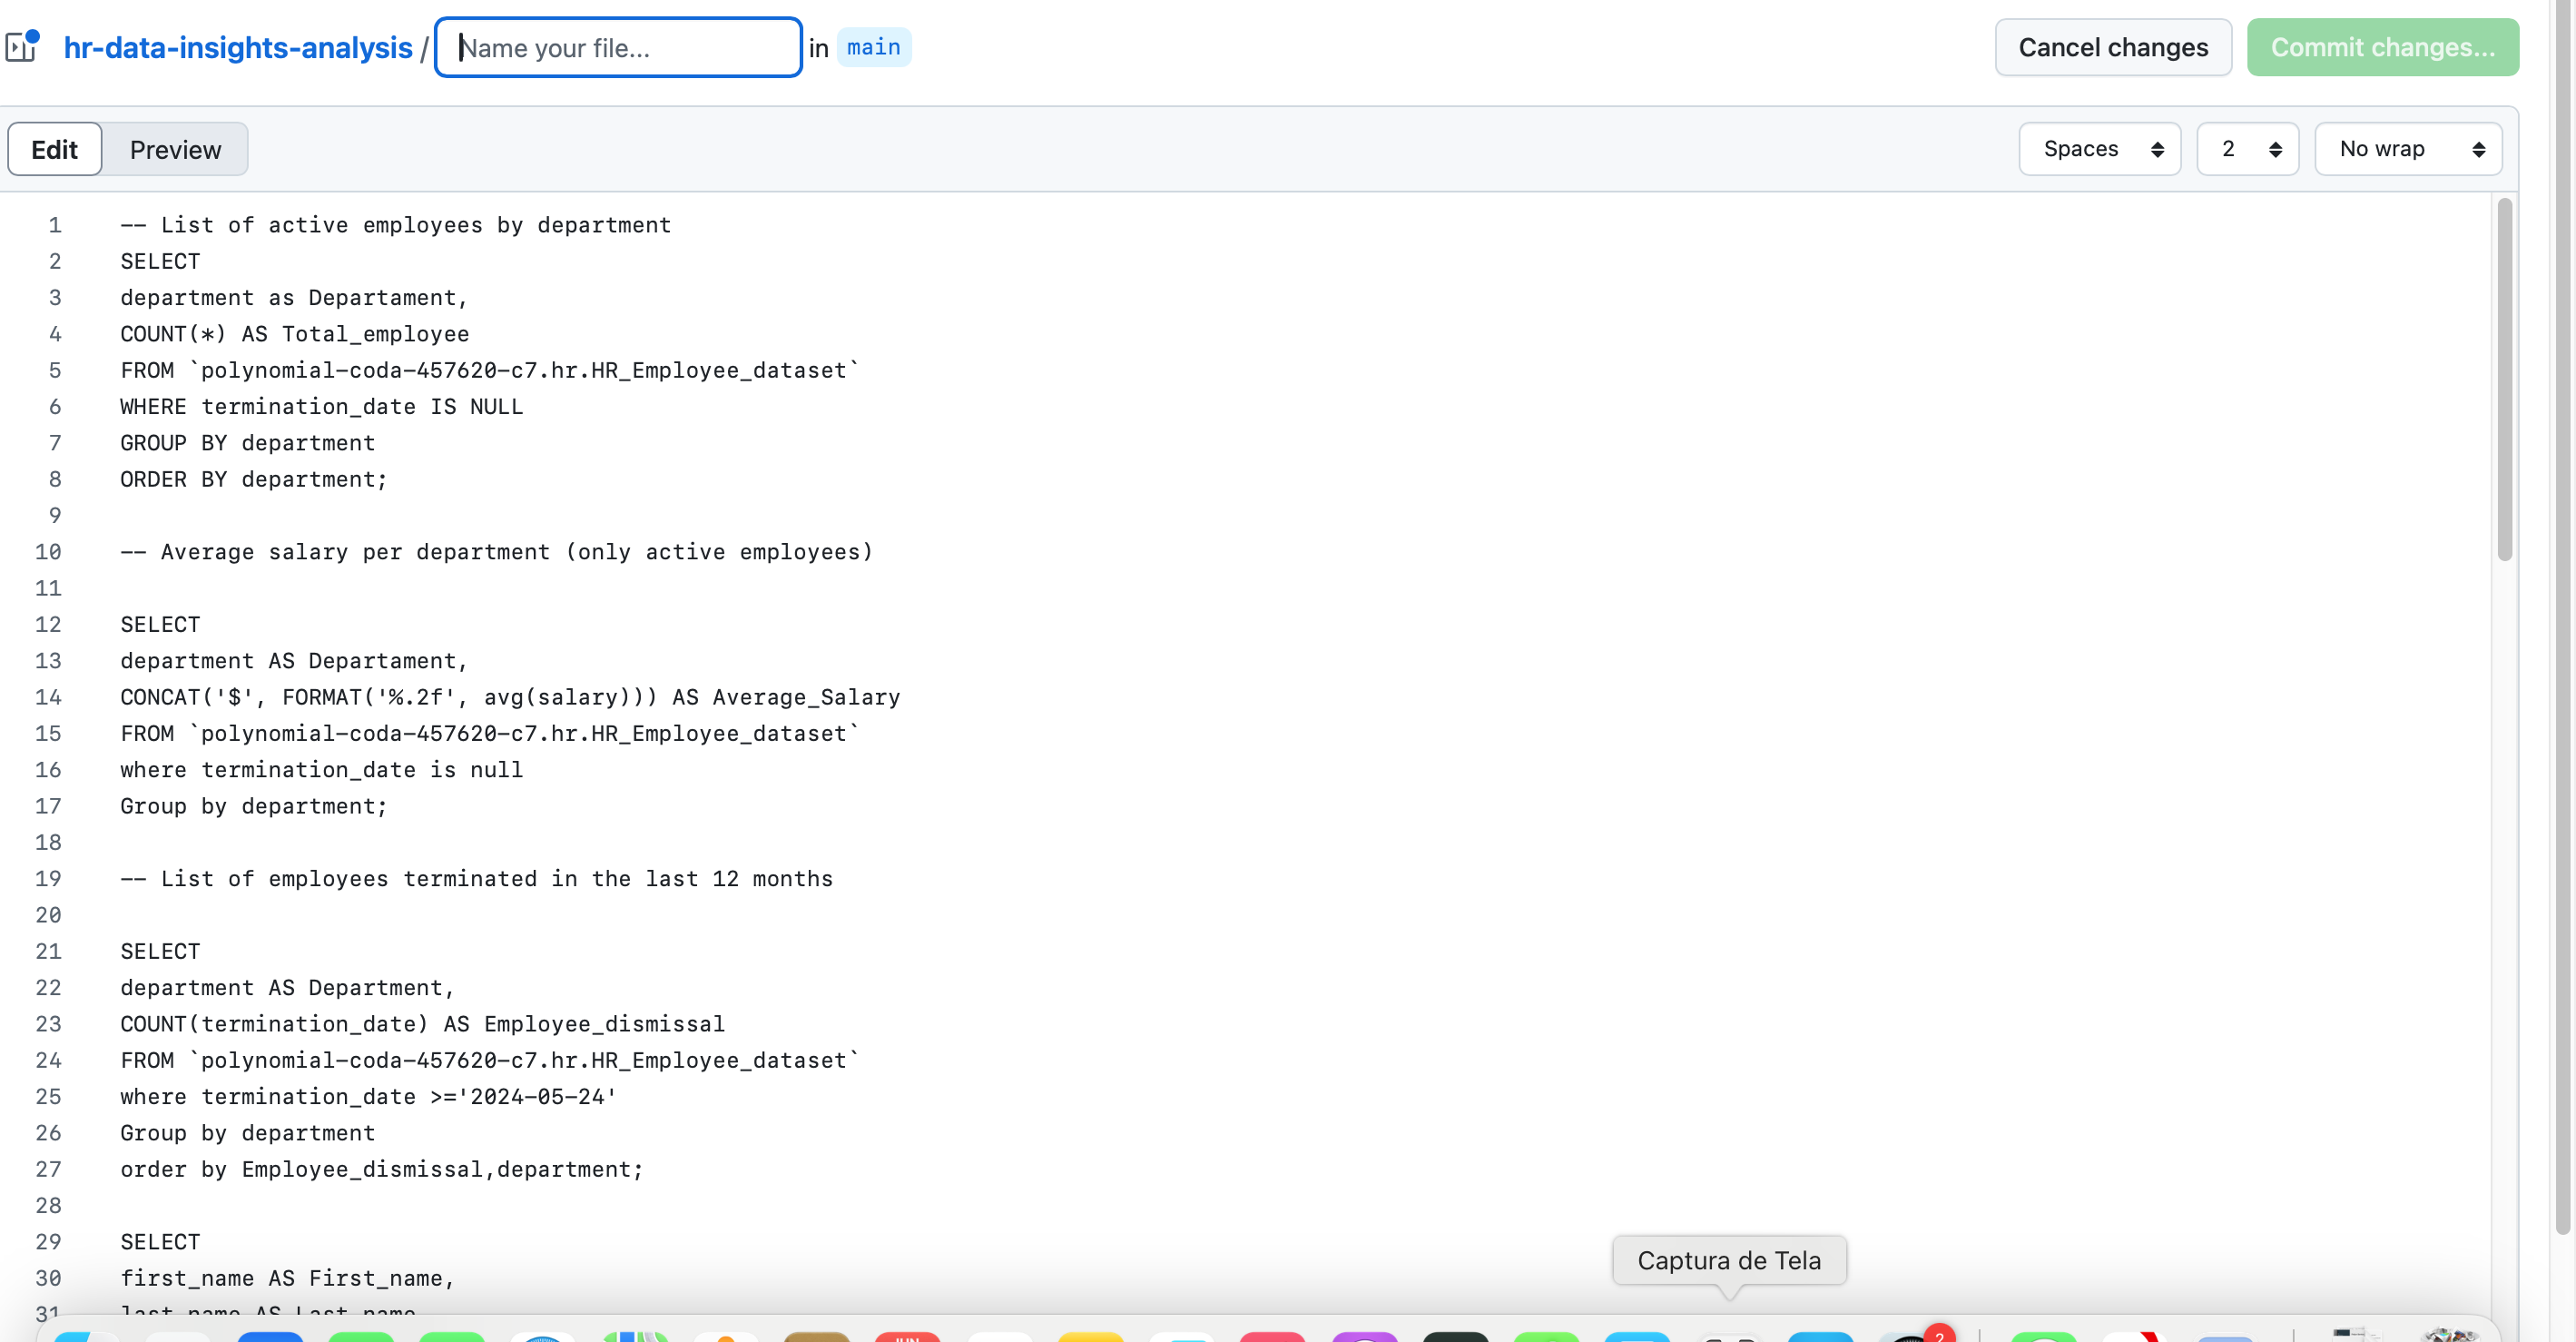 hr-data-insights-analysis / Name your file... in main Cancel changes Commit changes...
Edit Preview Spaces 2 No wrap
1 -- List of active employees by department
2 SELECT
3 department as Departament,
4 COUNT(*) AS Total_employee
5 FROM `polynomial-coda-457620-c7.hr.HR_Employee_dataset`
6 WHERE termination_date IS NULL
7 GROUP BY department
8 ORDER BY department;
9
10 -- Average salary per department (only active employees)
11
12 SELECT
13 department AS Departament,
14 CONCAT('$', FORMAT('%.2f', avg(salary))) AS Average_Salary
15 FROM `polynomial-coda-457620-c7.hr.HR_Employee_dataset`
16 where termination_date is null
17 Group by department;
18
19 -- List of employees terminated in the last 12 months
20
21 SELECT
22 department AS Department,
23 COUNT(termination_date) AS Employee_dismissal
24 FROM `polynomial-coda-457620-c7.hr.HR_Employee_dataset`
25 where termination_date >='2024-05-24'
26 Group by department
27 order by Employee_dismissal,department;
28
29 SELECT
Captura de Tela
30 first_name AS First_name,
31 last_name AS Last_name
JUN 2